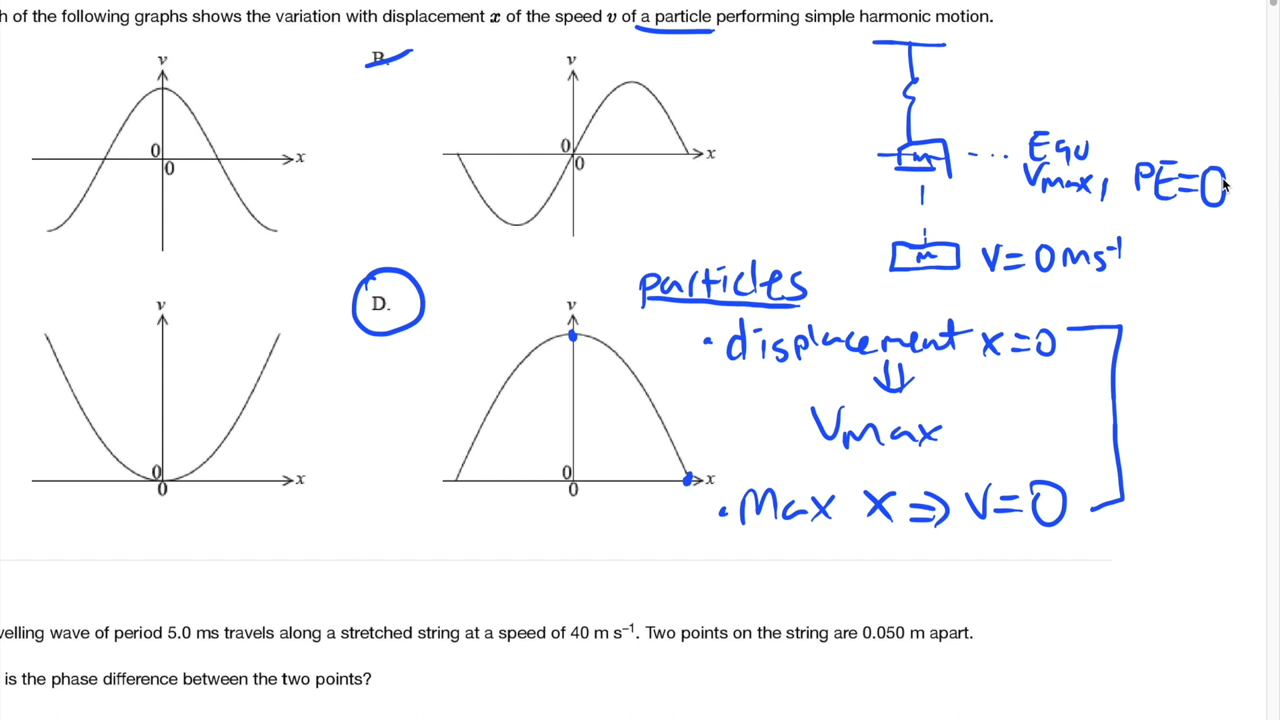 h of the following graphs shows the variation with displacement x of the speed v of a particle performing simple harmonic motion.
v
0
0
x
B.
v
0
0
x
m
Equ
Vmax, PE=0
m
V=0ms⁻¹
v
0
0
x
D.
v
0
0
x
particles
• displacement x=0
⇓
Vmax
• Max x ⇒ V=0
velling wave of period 5.0 ms travels along a stretched string at a speed of 40 m s⁻¹. Two points on the string are 0.050 m apart.
is the phase difference between the two points?